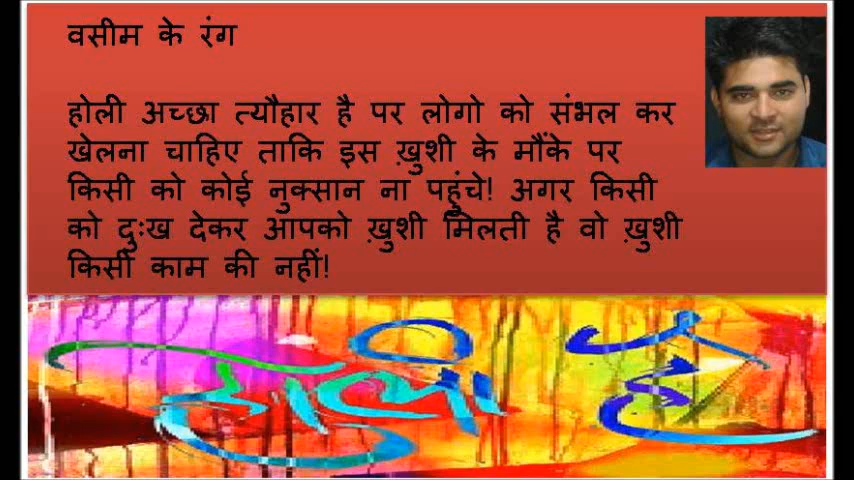 वसीम के रंग
होली अच्छा त्यौहार है पर लोगो को संभल कर
खेलना चाहिए ताकि इस ख़ुशी के मौंके पर
किसी को कोई नुक्सान ना पहुंचे! अगर किसी
को दुःख देकर आपको ख़ुशी मिलती है वो ख़ुशी
किसी काम की नहीं!
होली है